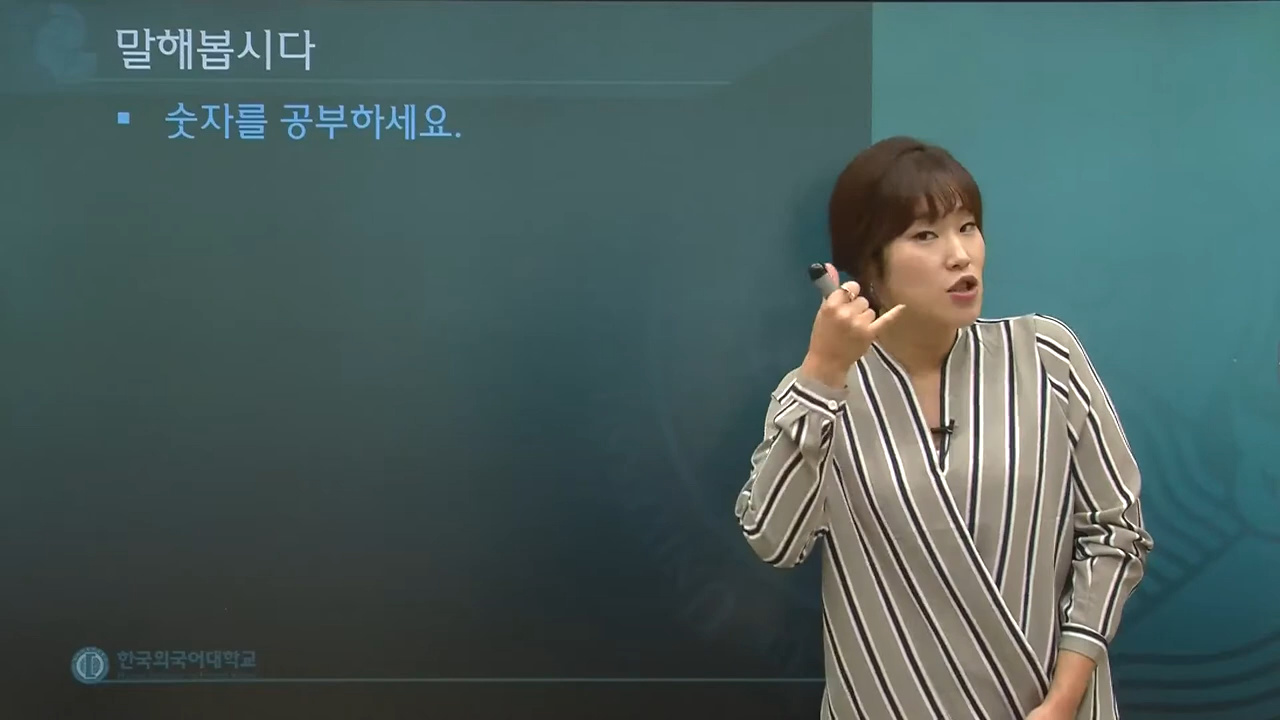 말해봅시다
▪ 숫자를 공부하세요.
한국외국어대학교